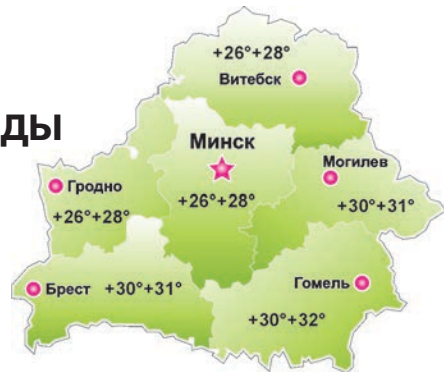 +26°+28°
Витебск
ДЫ
Минск
+26°+28°
Могилев
+30°+31°
Гродно
+26°+28°
Брест +30°+31°
Гомель
+30°+32°